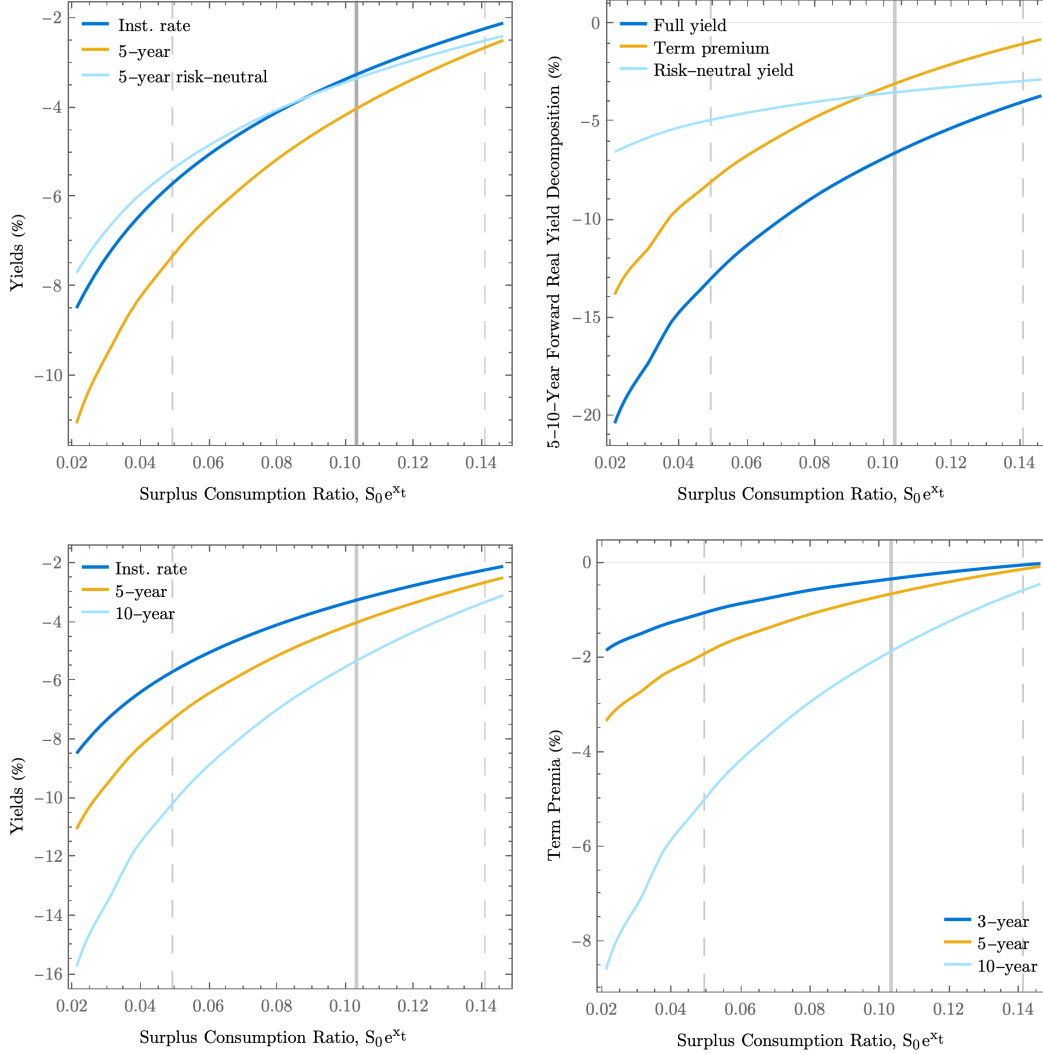 Inst. rate
5−year
5−year risk−neutral
−2
−4
−6
−8
−10
Yields (%)
0.02 0.04 0.06 0.08 0.10 0.12 0.14
Surplus Consumption Ratio, S₀eˣt
Full yield
Term premium
Risk−neutral yield
0
−5
−10
−15
−20
5−10−Year Forward Real Yield Decomposition (%)
0.02 0.04 0.06 0.08 0.10 0.12 0.14
Surplus Consumption Ratio, S₀eˣt
Inst. rate
5−year
10−year
−2
−4
−6
−8
−10
−12
−14
−16
Yields (%)
0.02 0.04 0.06 0.08 0.10 0.12 0.14
Surplus Consumption Ratio, S₀eˣt
0
−2
−4
−6
−8
Term Premia (%)
3−year
5−year
10−year
0.02 0.04 0.06 0.08 0.10 0.12 0.14
Surplus Consumption Ratio, S₀eˣt